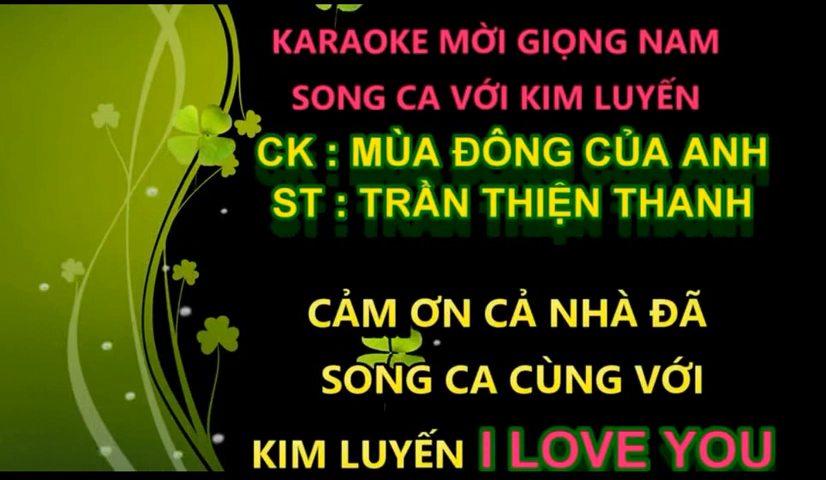 KARAOKE MỜI GIỌNG NAM
SONG CA VỚI KIM LUYẾN
CK : MÙA ĐÔNG CỦA ANH
ST : TRẦN THIỆN THANH
CẢM ƠN CẢ NHÀ ĐÃ
SONG CA CÙNG VỚI
KIM LUYẾN I LOVE YOU